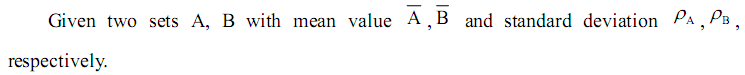 Given two sets A, B with mean value A̅ , B̅ and standard deviation ρA , ρB ,
respectively.